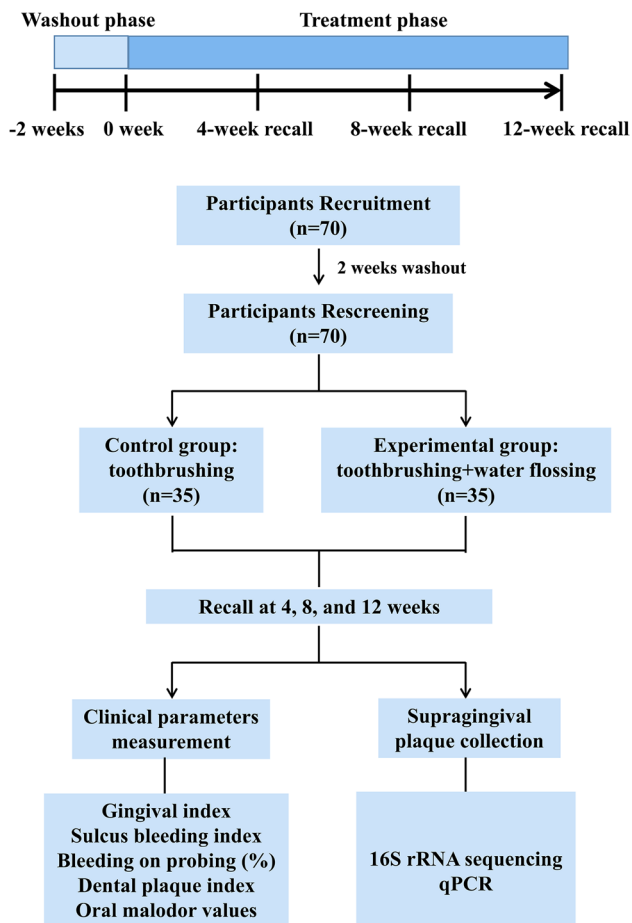 Washout phase
Treatment phase
-2 weeks
0 week
4-week recall
8-week recall
12-week recall
Participants Recruitment
(n=70)
2 weeks washout
Participants Rescreening
(n=70)
Control group:
toothbrushing
(n=35)
Experimental group:
toothbrushing+water flossing
(n=35)
Recall at 4, 8, and 12 weeks
Clinical parameters
measurement
Supragingival
plaque collection
Gingival index
Sulcus bleeding index
Bleeding on probing (%)
Dental plaque index
Oral malodor values
16S rRNA sequencing
qPCR